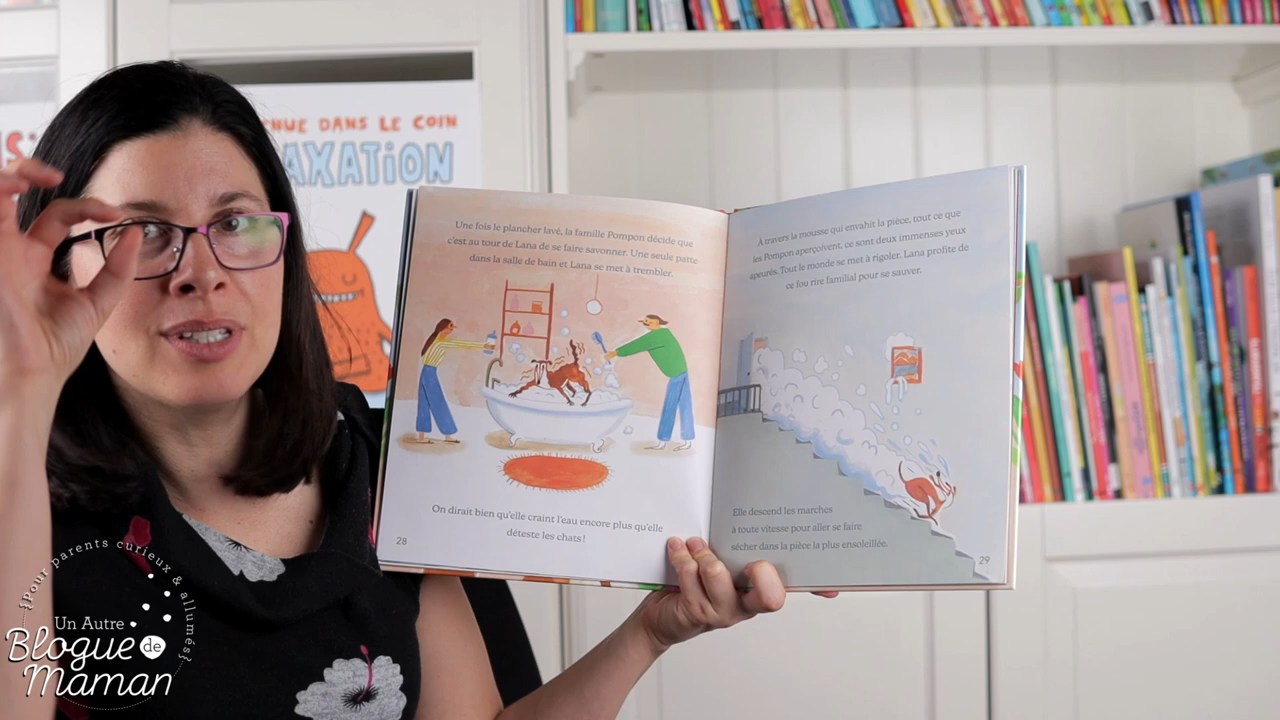 DANS LE COIN
Une fois le plancher lavé, la famille Pompon décide que
c'est au tour de Lana de se faire savonner. Une seule patte
dans la salle de bain et Lana se met à trembler.
On dirait bien qu'elle craint l'eau encore plus qu'elle
déteste les chats !
28
À travers la mousse qui envahit la pièce, tout ce que
les Pompon aperçoivent, ce sont deux immenses yeux
apeurés. Tout le monde se met à rigoler. Lana profite de
ce fou rire familial pour se sauver.
Elle descend les marches
à toute vitesse pour aller se faire
sécher dans la pièce la plus ensoleillée.
29
{Pour parents curieux & allumés}
Un Autre
Blogue de
Maman